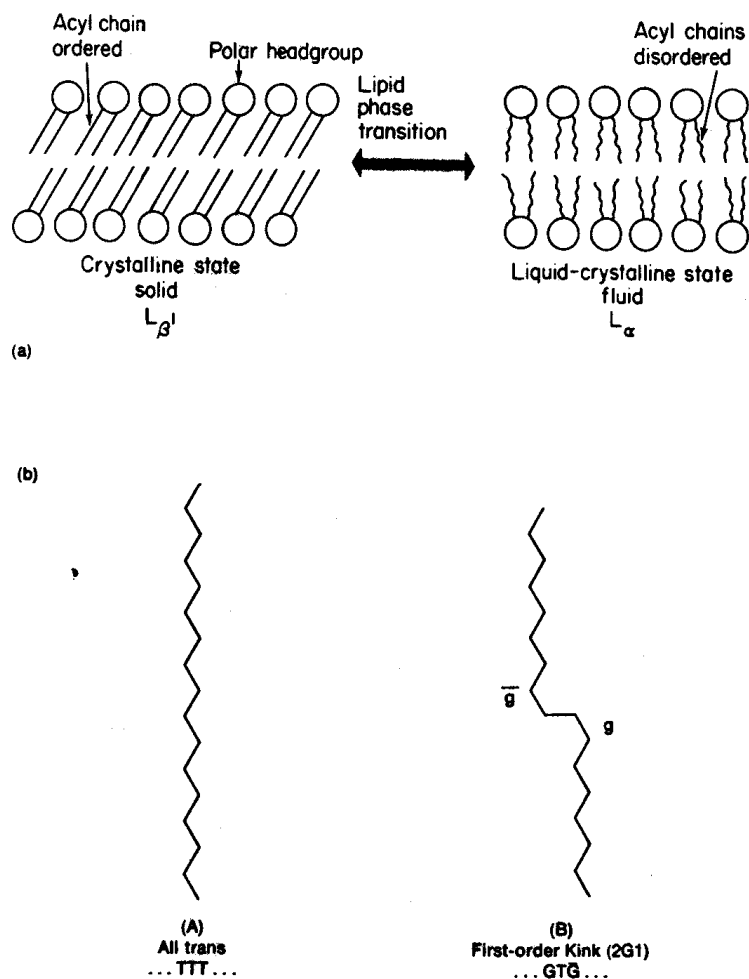 Acyl chain
ordered
Polar headgroup
Lipid
phase
transition
Acyl chains
disordered
Crystalline state
solid
Lβ'
Liquid-crystalline state
fluid
Lα
(a)
(b)
g̅
g
(A)
All trans
... TTT ...
(B)
First-order Kink (2G1)
... GTG̅ ...